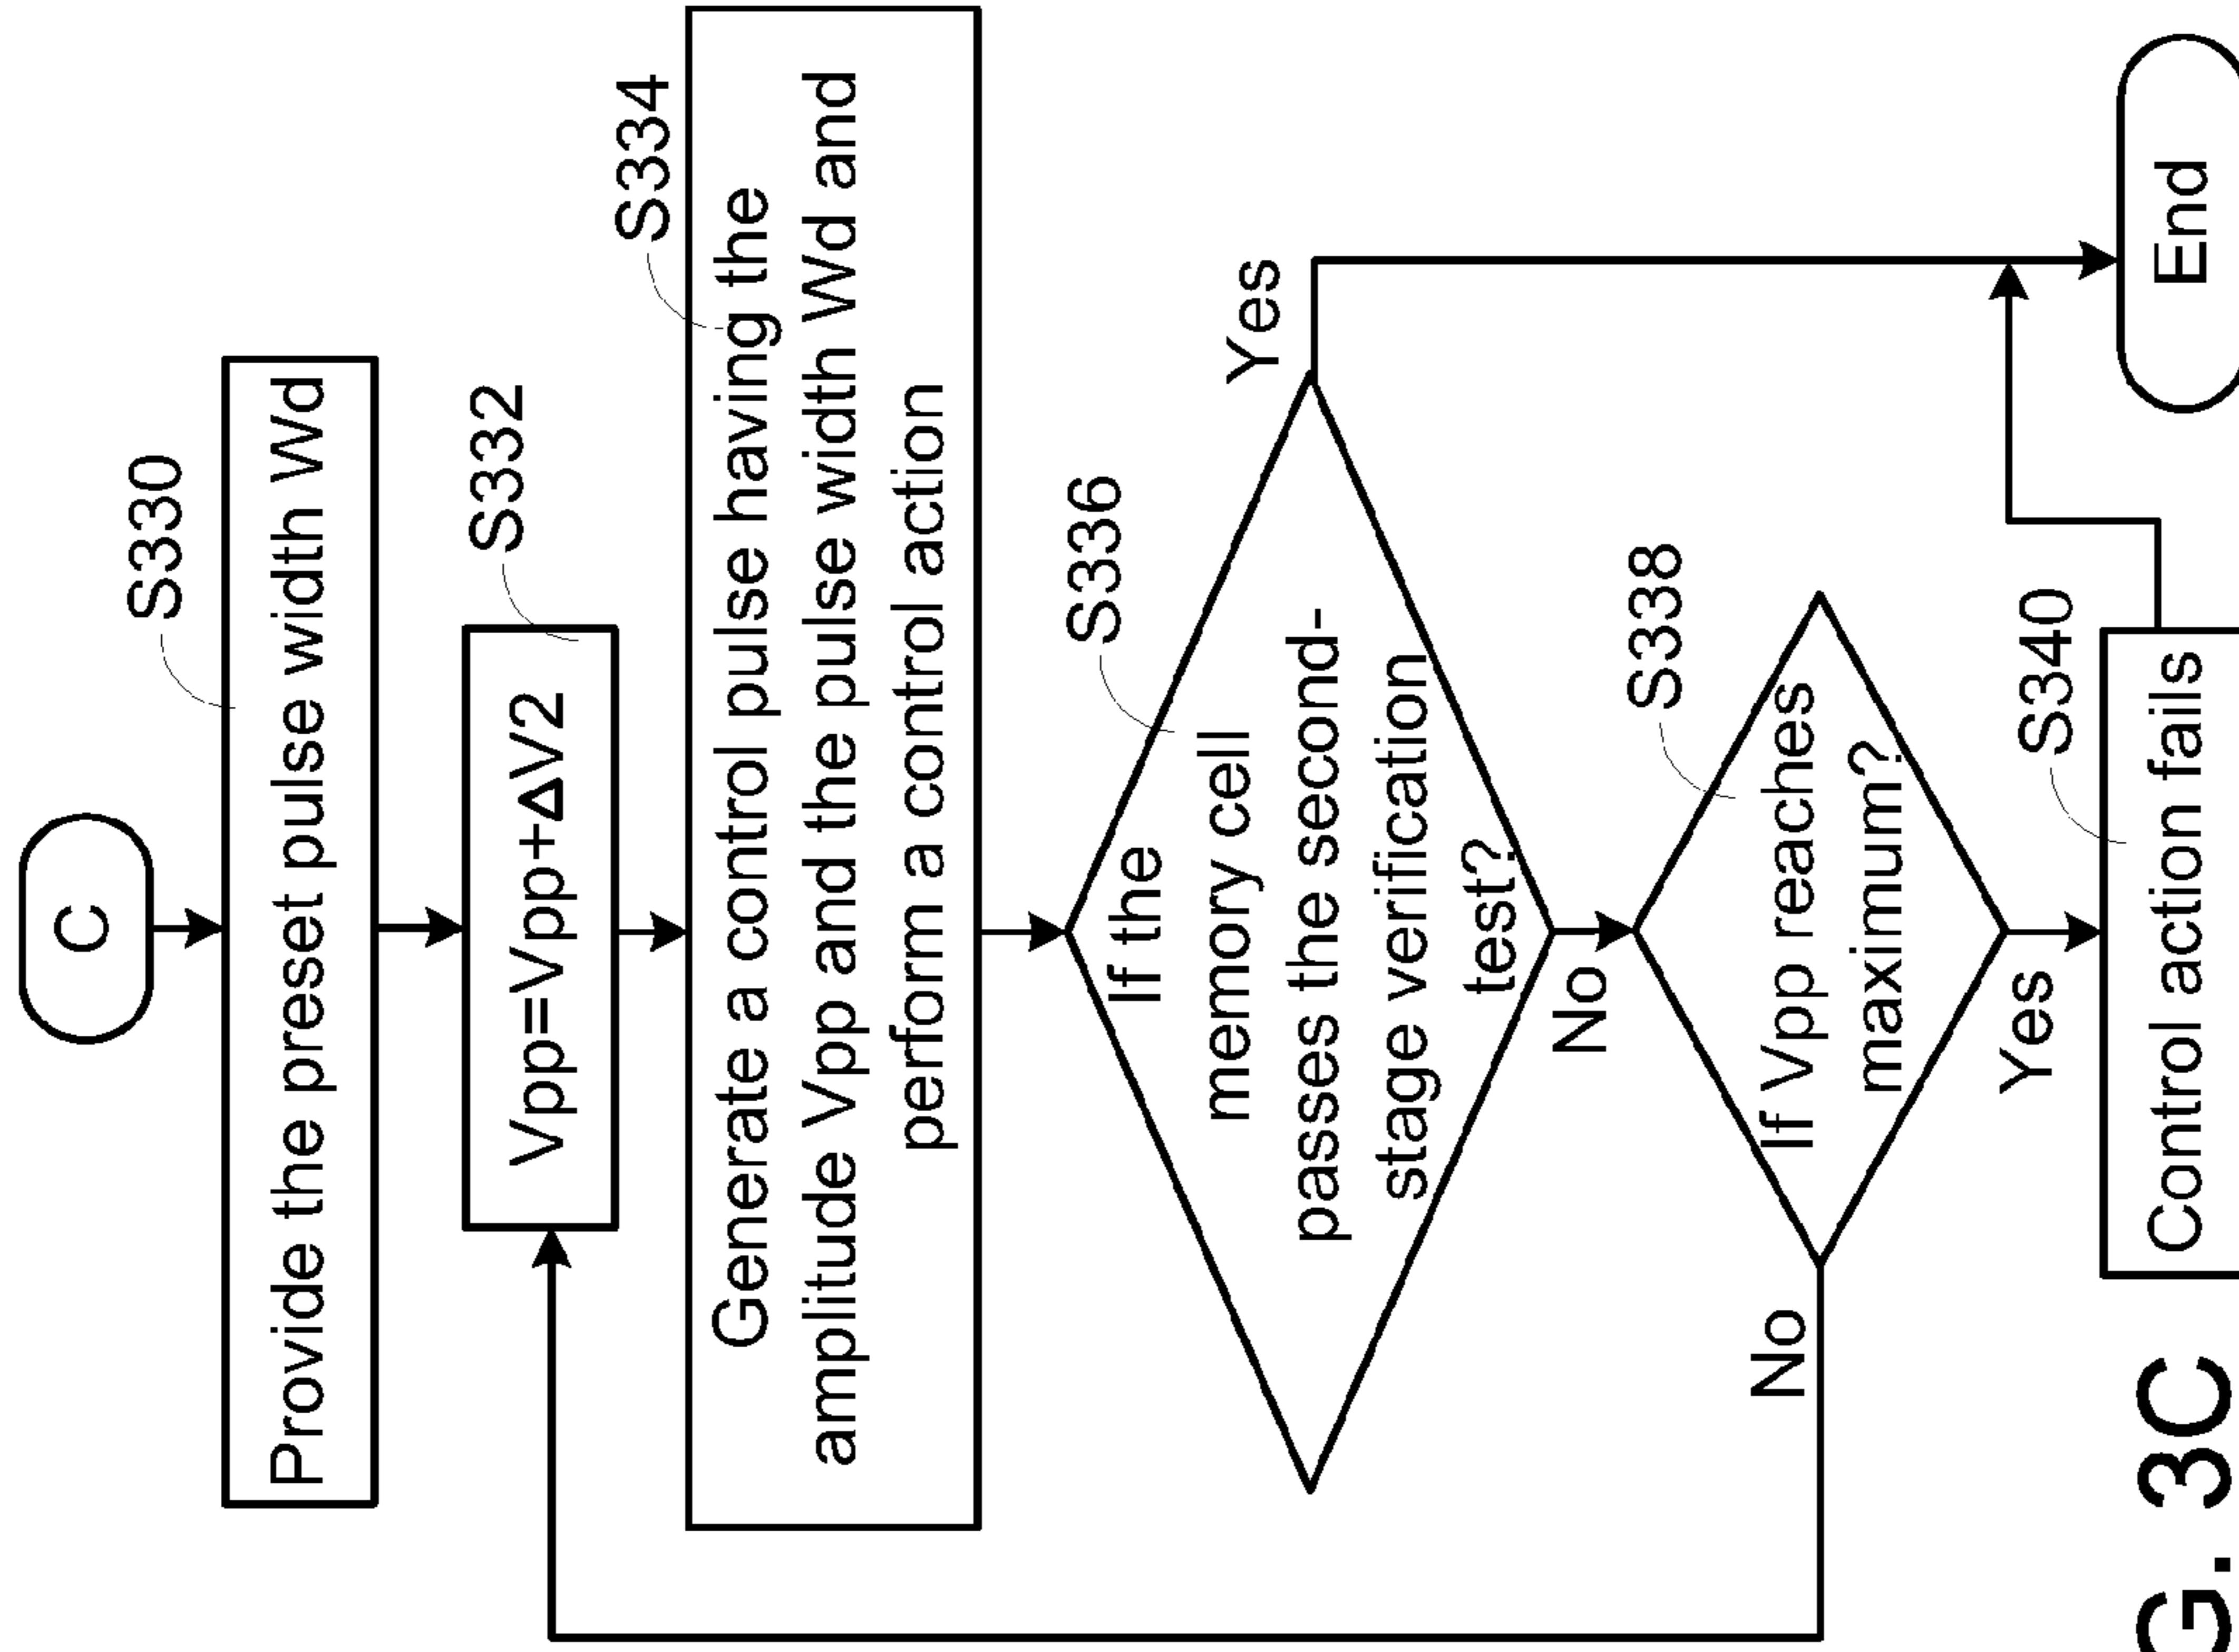 C
S330
Provide the preset pulse width Wd
S332
Vpp=Vpp+ΔV2
S334
Generate a control pulse having the
amplitude Vpp and the pulse width Wd and
perform a control action
S336
If the
memory cell
passes the second-
stage verification
test?
Yes
No
S338
If Vpp reaches
maximum?
No
Yes
S340
Control action fails
End
G. 3C